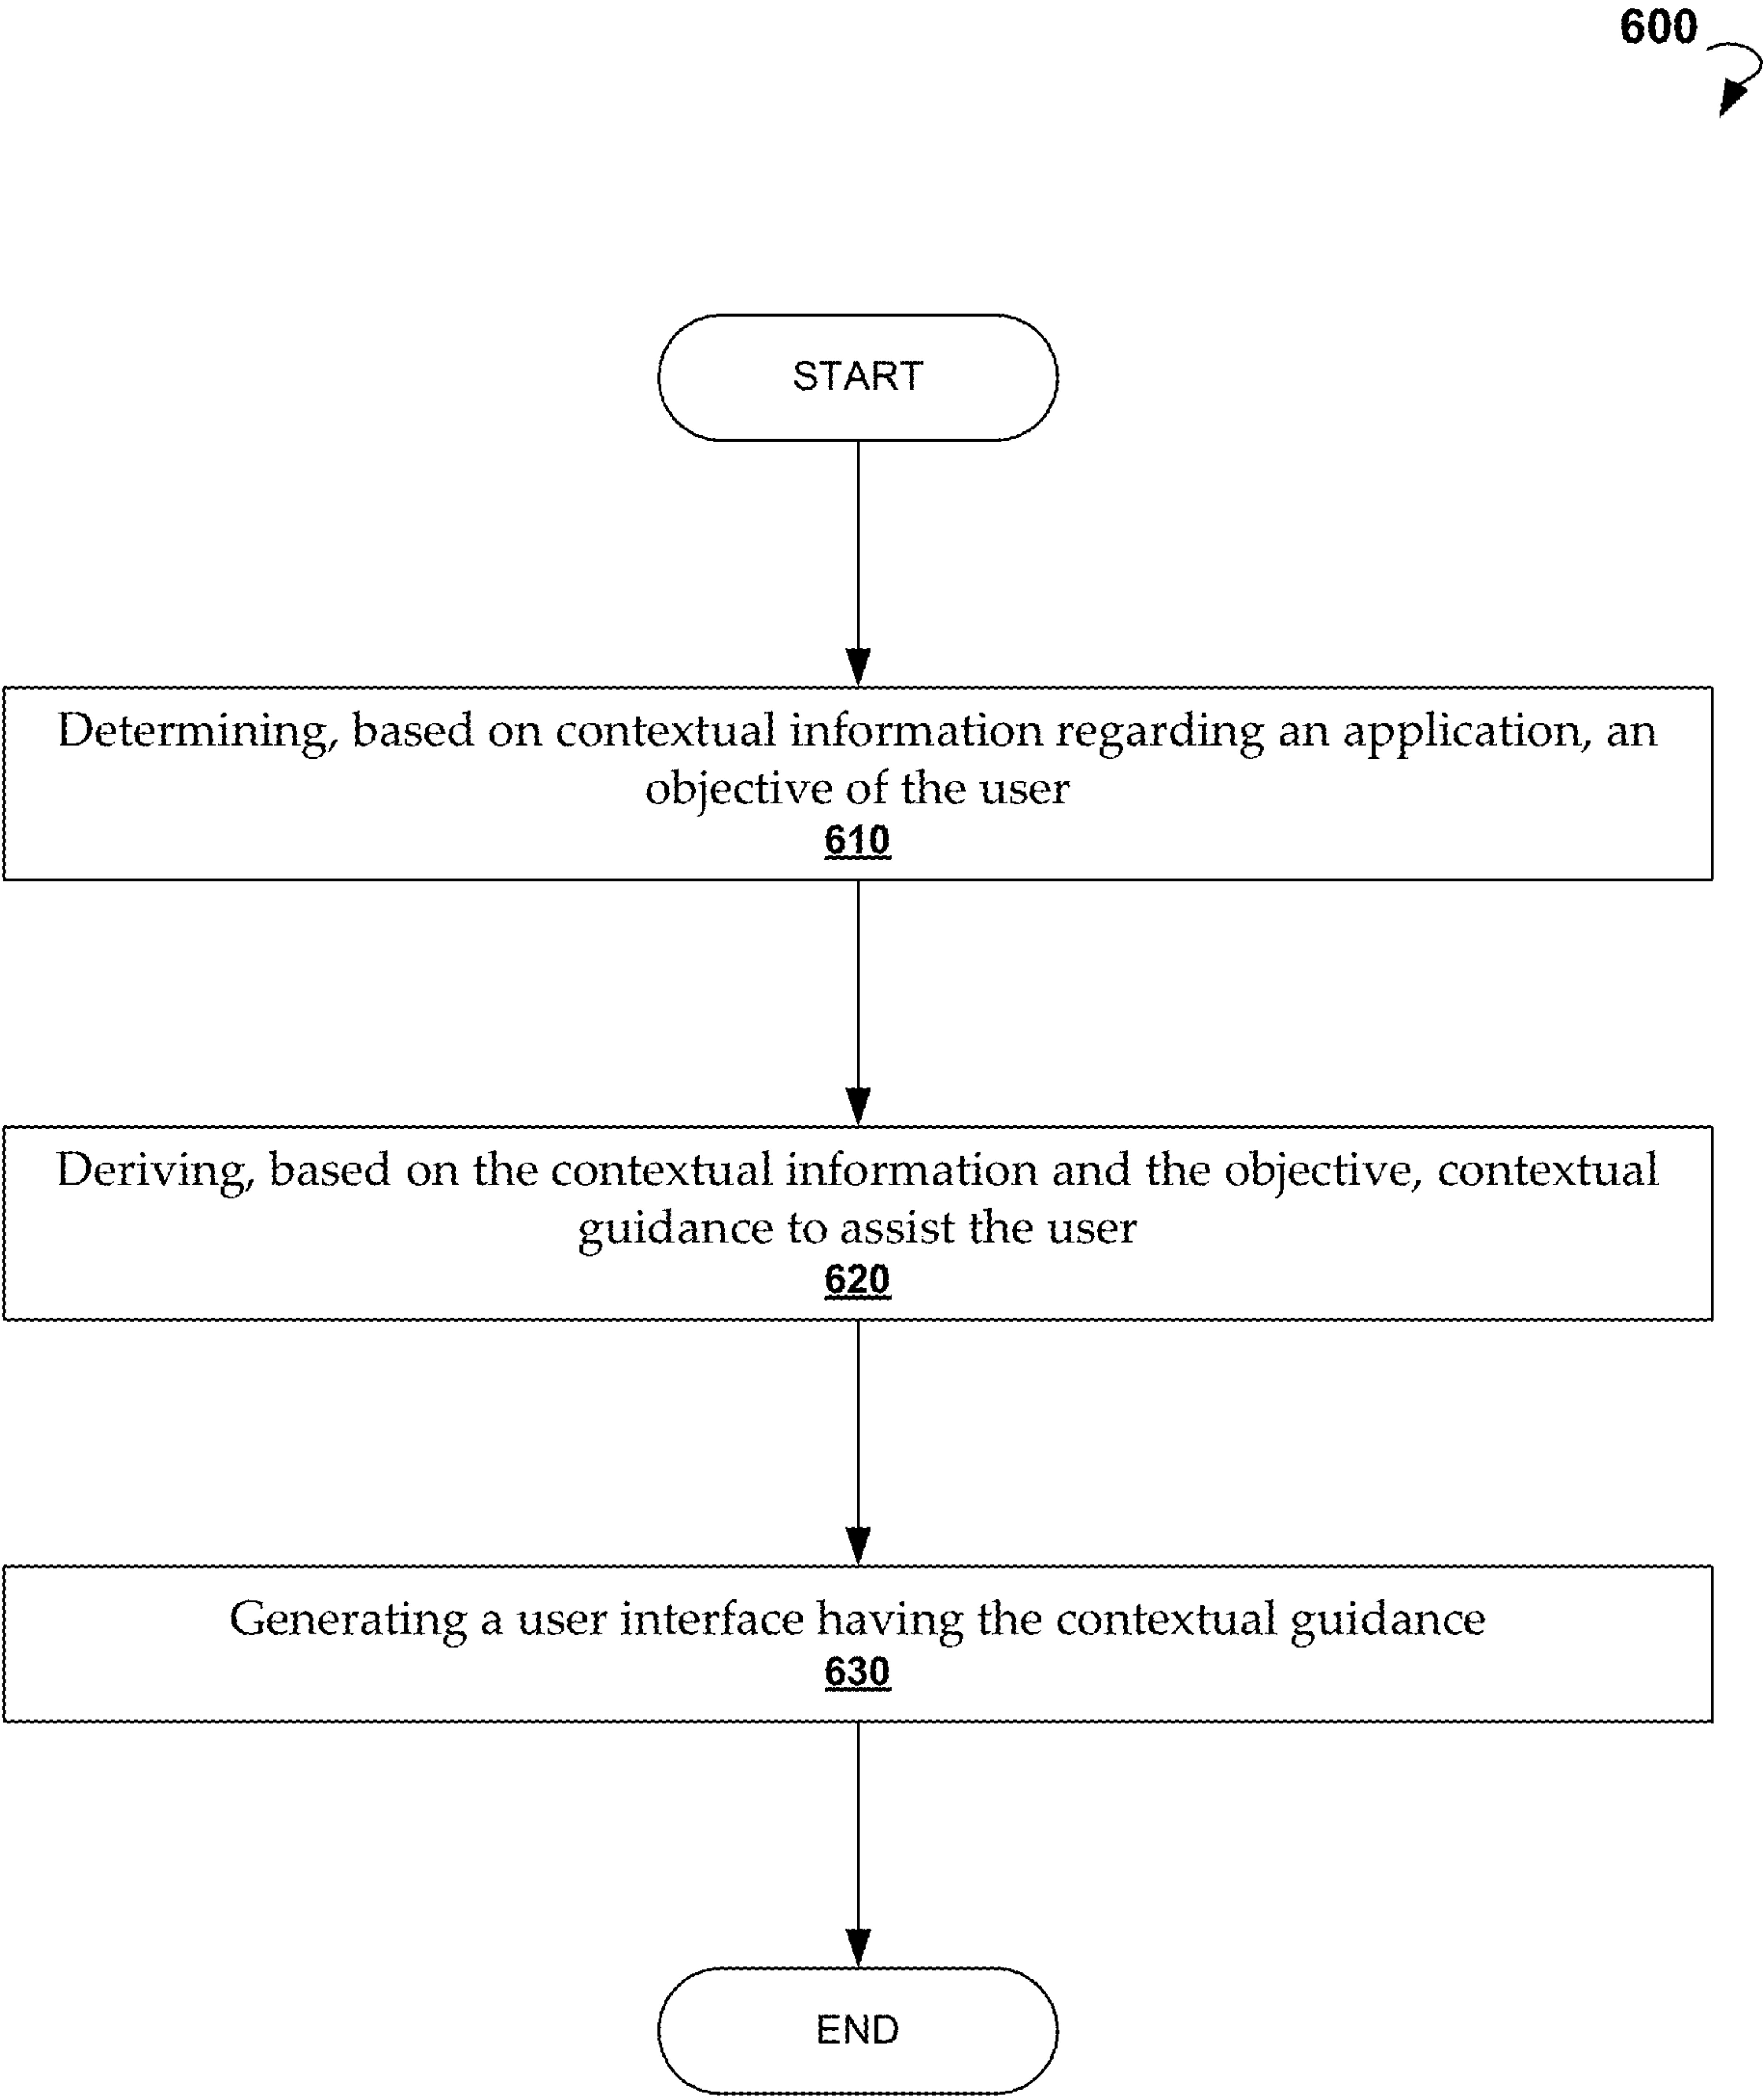 600
START
Determining, based on contextual information regarding an application, an
objective of the user
610
Deriving, based on the contextual information and the objective, contextual
guidance to assist the user
620
Generating a user interface having the contextual guidance
630
END